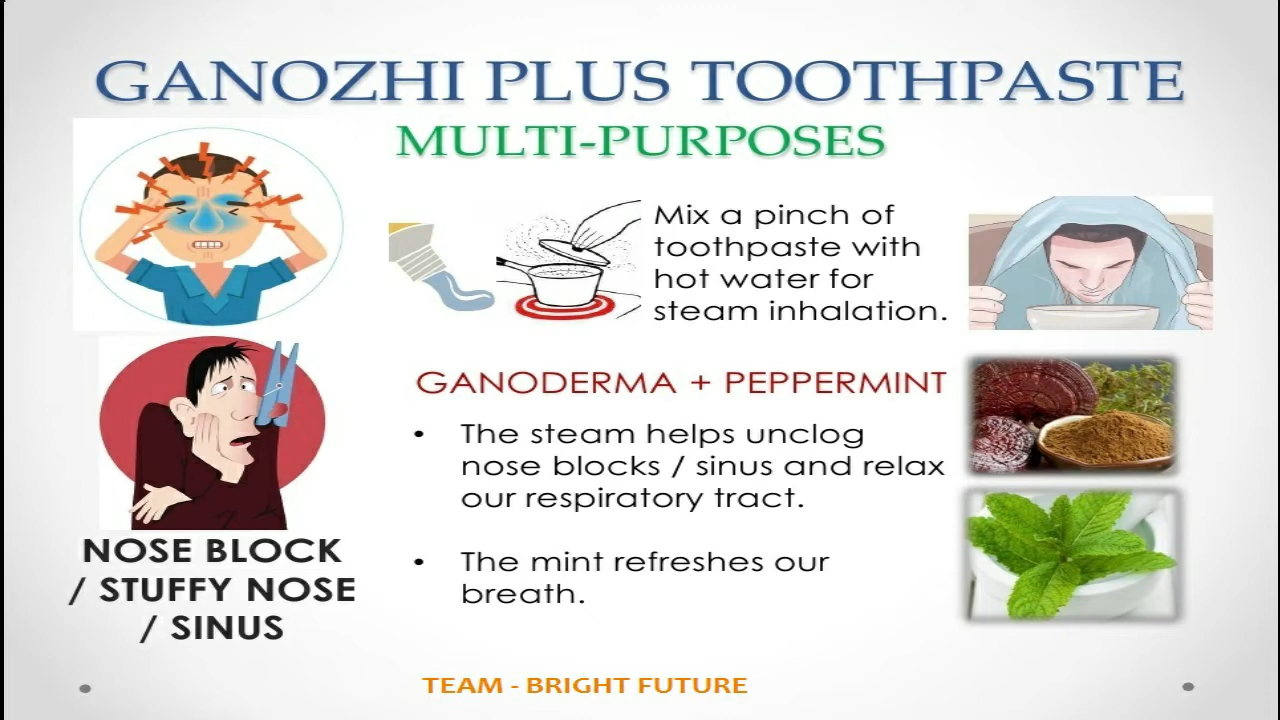 GANOZHI PLUS TOOTHPASTE
MULTI-PURPOSES
Mix a pinch of
toothpaste with
hot water for
steam inhalation.
GANODERMA + PEPPERMINT
• The steam helps unclog
nose blocks / sinus and relax
our respiratory tract.
• The mint refreshes our
breath.
NOSE BLOCK
/ STUFFY NOSE
/ SINUS
TEAM - BRIGHT FUTURE